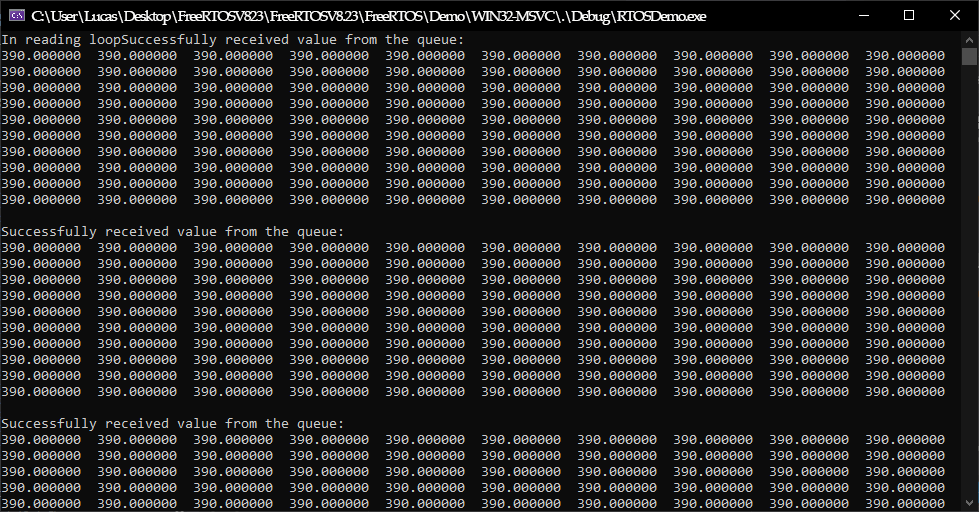 C:\User\Lucas\Desktop\FreeRTOSV823\FreeRTOSV8.23\FreeRTOS\Demo\WIN32-MSVC\.\Debug\RTOSDemo.exe
In reading loopSuccessfully received value from the queue:
390.000000  390.000000  390.000000  390.000000  390.000000  390.000000  390.000000  390.000000  390.000000  390.000000
390.000000  390.000000  390.000000  390.000000  390.000000  390.000000  390.000000  390.000000  390.000000  390.000000
390.000000  390.000000  390.000000  390.000000  390.000000  390.000000  390.000000  390.000000  390.000000  390.000000
390.000000  390.000000  390.000000  390.000000  390.000000  390.000000  390.000000  390.000000  390.000000  390.000000
390.000000  390.000000  390.000000  390.000000  390.000000  390.000000  390.000000  390.000000  390.000000  390.000000
390.000000  390.000000  390.000000  390.000000  390.000000  390.000000  390.000000  390.000000  390.000000  390.000000
390.000000  390.000000  390.000000  390.000000  390.000000  390.000000  390.000000  390.000000  390.000000  390.000000
390.000000  390.000000  390.000000  390.000000  390.000000  390.000000  390.000000  390.000000  390.000000  390.000000
390.000000  390.000000  390.000000  390.000000  390.000000  390.000000  390.000000  390.000000  390.000000  390.000000
390.000000  390.000000  390.000000  390.000000  390.000000  390.000000  390.000000  390.000000  390.000000  390.000000
Successfully received value from the queue:
390.000000  390.000000  390.000000  390.000000  390.000000  390.000000  390.000000  390.000000  390.000000  390.000000
390.000000  390.000000  390.000000  390.000000  390.000000  390.000000  390.000000  390.000000  390.000000  390.000000
390.000000  390.000000  390.000000  390.000000  390.000000  390.000000  390.000000  390.000000  390.000000  390.000000
390.000000  390.000000  390.000000  390.000000  390.000000  390.000000  390.000000  390.000000  390.000000  390.000000
390.000000  390.000000  390.000000  390.000000  390.000000  390.000000  390.000000  390.000000  390.000000  390.000000
390.000000  390.000000  390.000000  390.000000  390.000000  390.000000  390.000000  390.000000  390.000000  390.000000
390.000000  390.000000  390.000000  390.000000  390.000000  390.000000  390.000000  390.000000  390.000000  390.000000
390.000000  390.000000  390.000000  390.000000  390.000000  390.000000  390.000000  390.000000  390.000000  390.000000
390.000000  390.000000  390.000000  390.000000  390.000000  390.000000  390.000000  390.000000  390.000000  390.000000
390.000000  390.000000  390.000000  390.000000  390.000000  390.000000  390.000000  390.000000  390.000000  390.000000
Successfully received value from the queue:
390.000000  390.000000  390.000000  390.000000  390.000000  390.000000  390.000000  390.000000  390.000000  390.000000
390.000000  390.000000  390.000000  390.000000  390.000000  390.000000  390.000000  390.000000  390.000000  390.000000
390.000000  390.000000  390.000000  390.000000  390.000000  390.000000  390.000000  390.000000  390.000000  390.000000
390.000000  390.000000  390.000000  390.000000  390.000000  390.000000  390.000000  390.000000  390.000000  390.000000
390.000000  390.000000  390.000000  390.000000  390.000000  390.000000  390.000000  390.000000  390.000000  390.000000